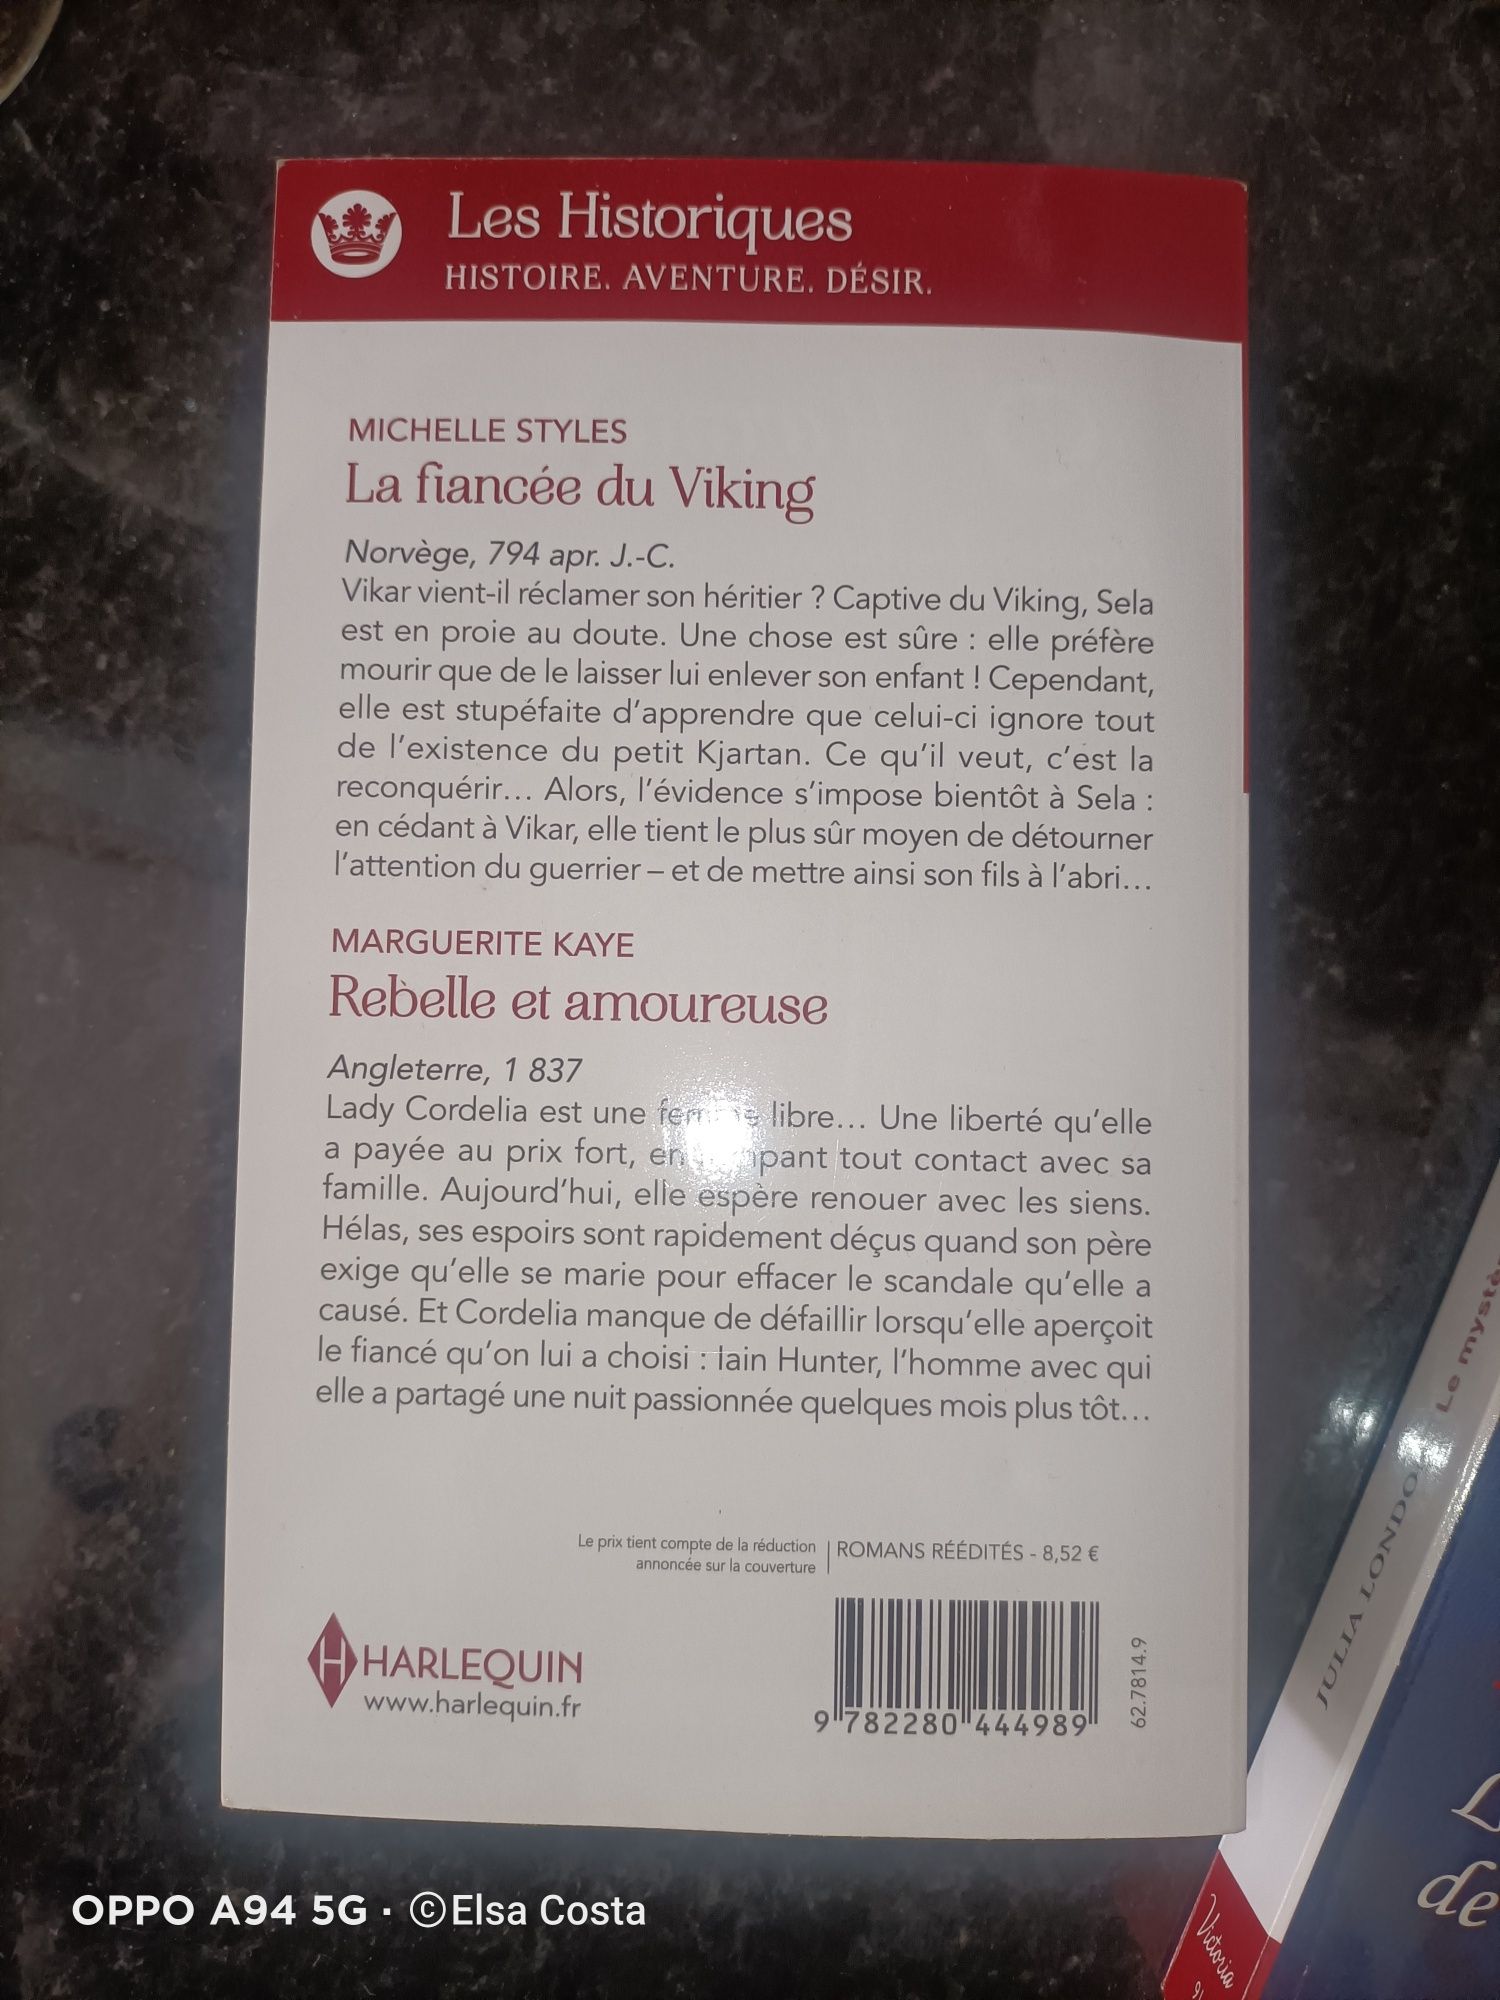 Les Historiques
HISTOIRE. AVENTURE. DÉSIR.
MICHELLE STYLES
La fiancée du Viking
Norvège, 794 apr. J.-C.
Vikar vient-il réclamer son héritier ? Captive du Viking, Sela
est en proie au doute. Une chose est sûre : elle préfère
mourir que de le laisser lui enlever son enfant ! Cependant,
elle est stupéfaite d'apprendre que celui-ci ignore tout
de l'existence du petit Kjartan. Ce qu'il veut, c'est la
reconquérir... Alors, l'évidence s'impose bientôt à Sela :
en cédant à Vikar, elle tient le plus sûr moyen de détourner
l'attention du guerrier – et de mettre ainsi son fils à l'abri...
MARGUERITE KAYE
Rebelle et amoureuse
Angleterre, 1 837
Lady Cordelia est une libre... Une liberté qu'elle
a payée au prix fort, tout contact avec sa
famille. Aujourd'hui, elle espère renouer avec les siens.
Hélas, ses espoirs sont rapidement déçus quand son père
exige qu'elle se marie pour effacer le scandale qu'elle a
causé. Et Cordelia manque de défaillir lorsqu'elle aperçoit
le fiancé qu'on lui a choisi : Iain Hunter, l'homme avec qui
elle a partagé une nuit passionnée quelques mois plus tôt...
Le prix tient compte de la réduction
annoncée sur la couverture
ROMANS RÉÉDITÉS - 8,52 €
HARLEQUIN
www.harlequin.fr
9 782280 444989
62.7814.9
JULIA
Le
Victoria
de
OPPO A94 5G · ©Elsa Costa